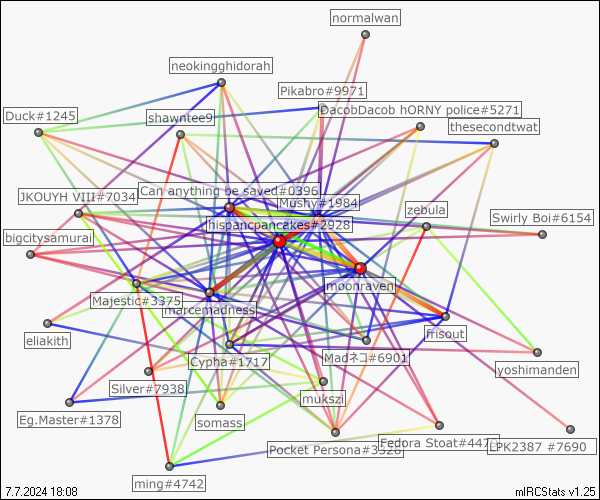 normalwan
neokingghidorah
Pikabro#9971
DacobDacob hORNY police#5271
Duck#1245
shawntee9
thesecondtwat
Can anything be saved#0396
JKOUYH VIII#7034
Mushy#1984
zebula
Swirly Boi#6154
hispancpancakes#2928
bigcitysamurai
moonraven
Majestic#3375
marcemadness
frisout
eliakith
Cypha#1717
Madネコ#6901
yoshimanden
Silver#7938
mukszi
Eg.Master#1378
somass
Pocket Persona#3326
Fedora Stoat#447
LPK2387 #7690
ming#4742
7.7.2024 18:08
mIRCStats v1.25